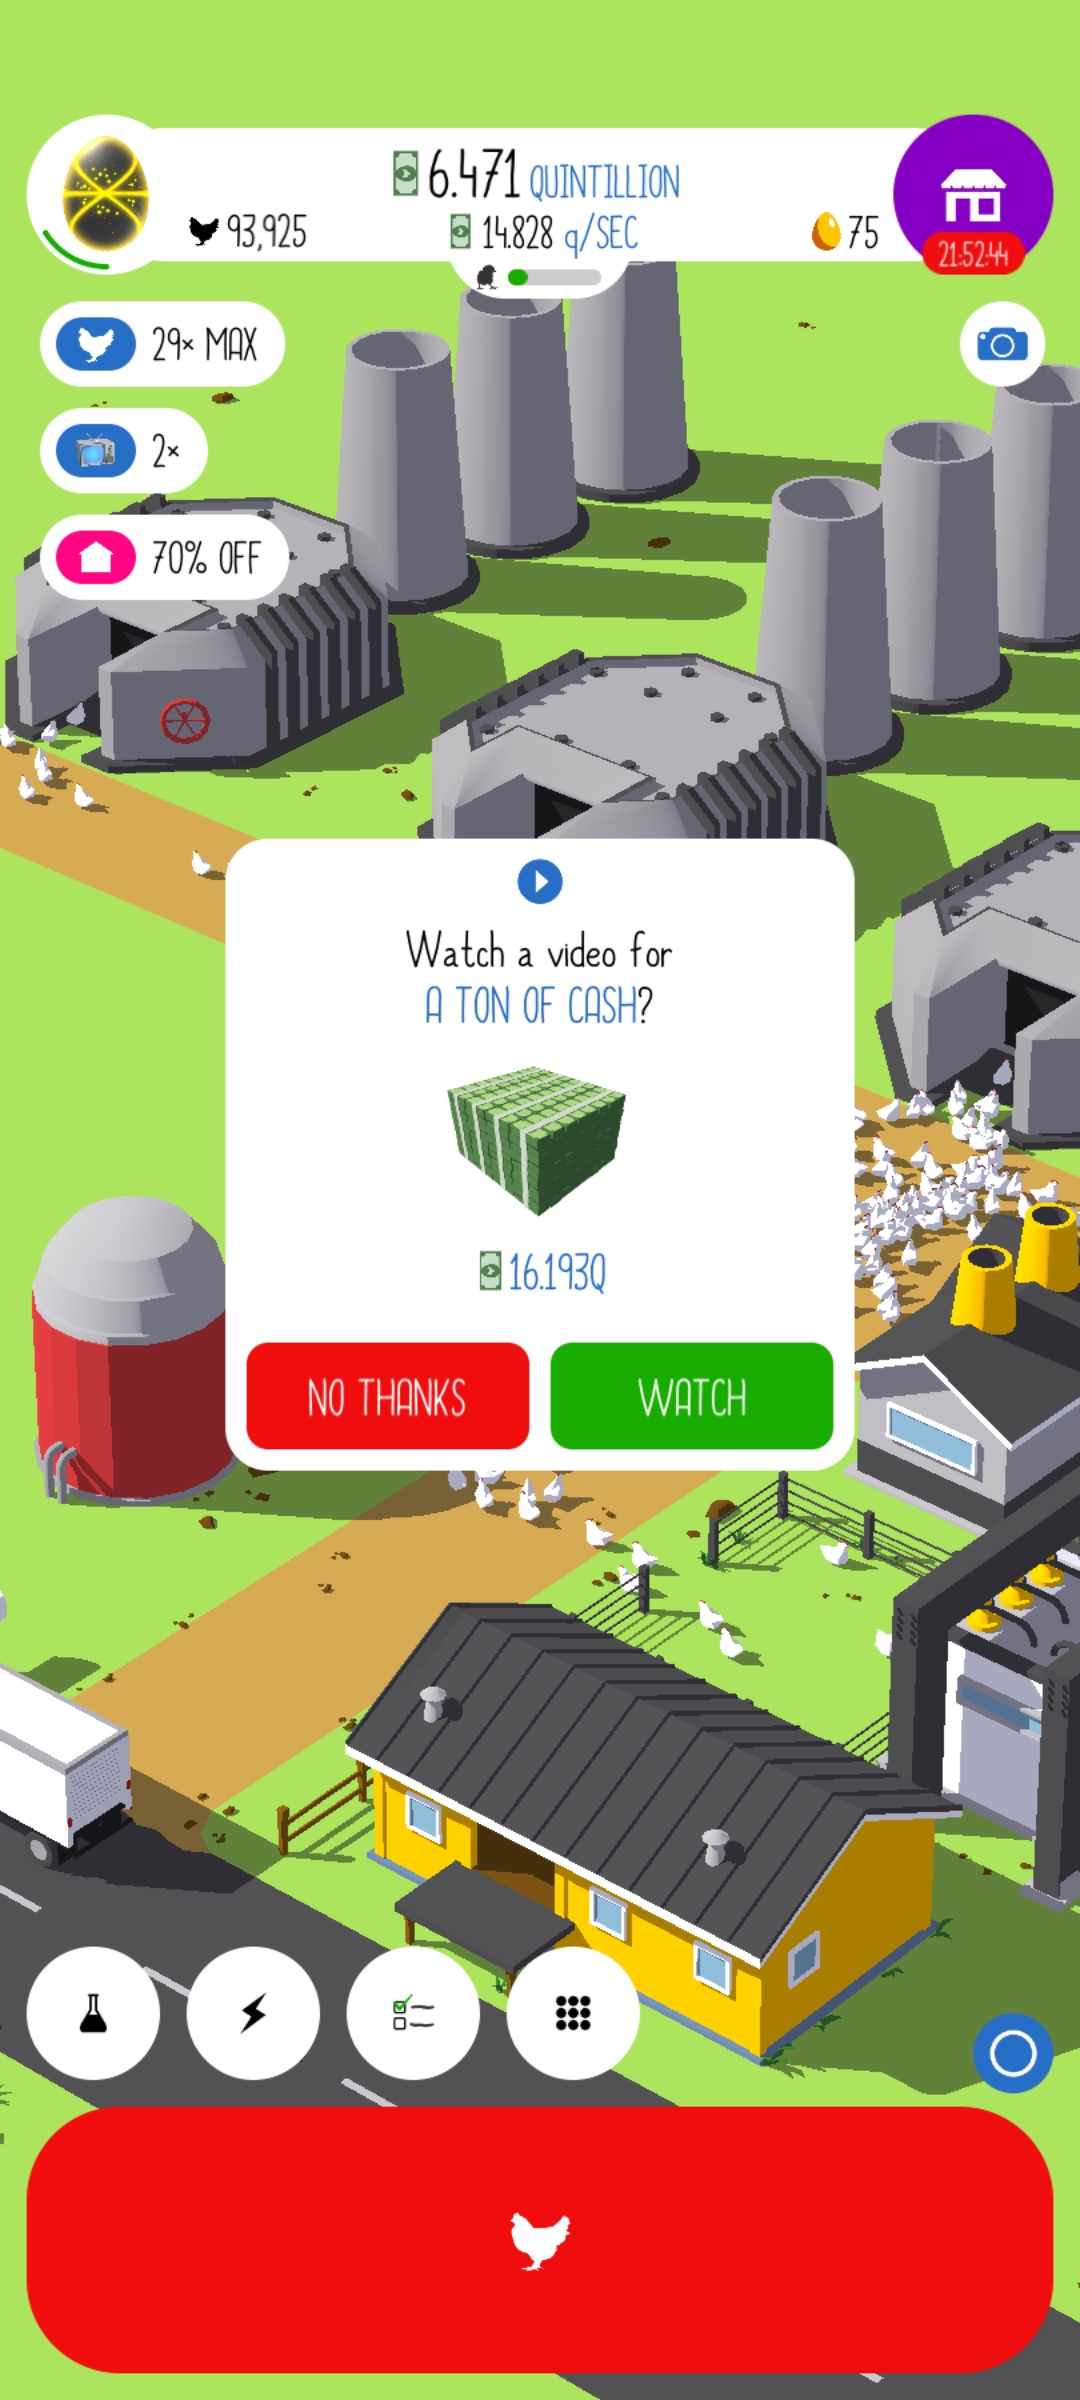 6.471 QUINTILLION
93,925
14.828 q/SEC
75
21:52:44
29× MAX
2×
70% OFF
Watch a video for
A TON OF CASH?
16.193Q
NO THANKS
WATCH